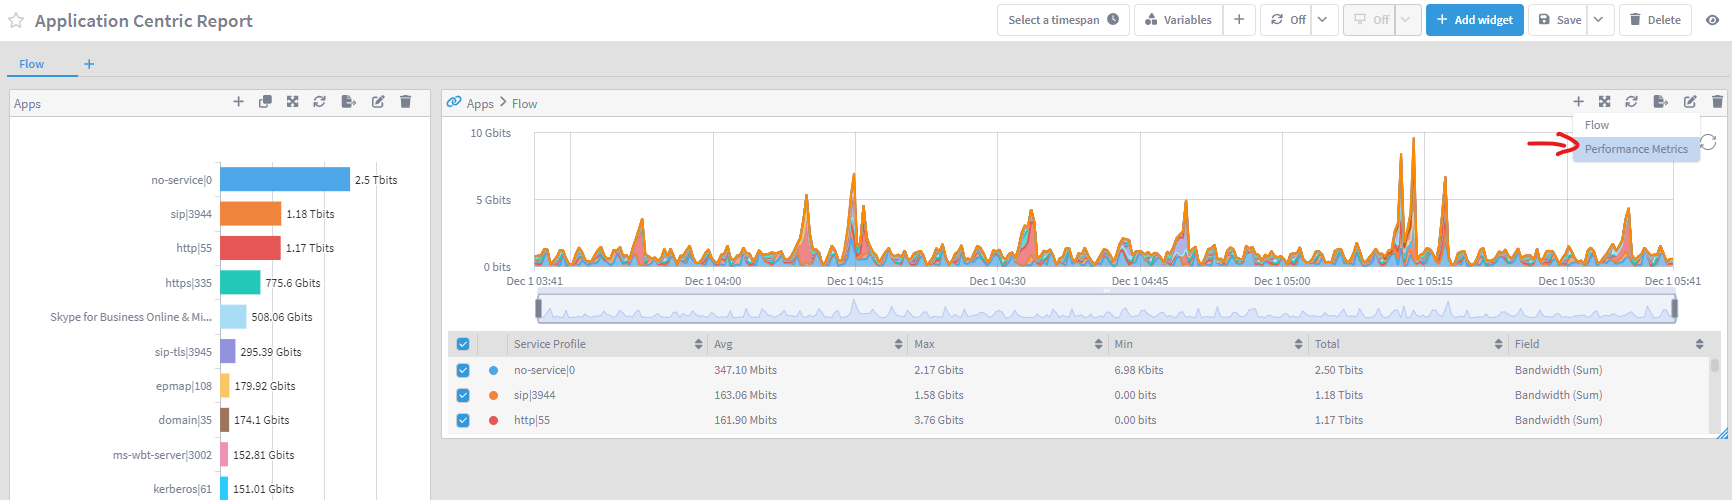 Application Centric Report
Select a timespan
Variables
Off
Off
Add widget
Save
Delete
Flow
Apps
no-service|0
2.5 Tbits
sip|3944
1.18 Tbits
http|55
1.17 Tbits
https|335
775.6 Gbits
Skype for Business Online & Mi...
508.06 Gbits
sip-tls|3945
295.39 Gbits
epmap|108
179.92 Gbits
domain|35
174.1 Gbits
ms-wbt-server|3002
152.81 Gbits
kerberos|61
151.01 Gbits
Apps > Flow
Flow
Performance Metrics
10 Gbits
5 Gbits
0 bits
Dec 1 03:41
Dec 1 04:00
Dec 1 04:15
Dec 1 04:30
Dec 1 04:45
Dec 1 05:00
Dec 1 05:15
Dec 1 05:30
Dec 1 05:41
Service Profile Avg Max Min Total Field
no-service|0 347.10 Mbits 2.17 Gbits 6.98 Kbits 2.50 Tbits Bandwidth (Sum)
sip|3944 163.06 Mbits 1.58 Gbits 0.00 bits 1.18 Tbits Bandwidth (Sum)
http|55 161.90 Mbits 3.76 Gbits 0.00 bits 1.17 Tbits Bandwidth (Sum)